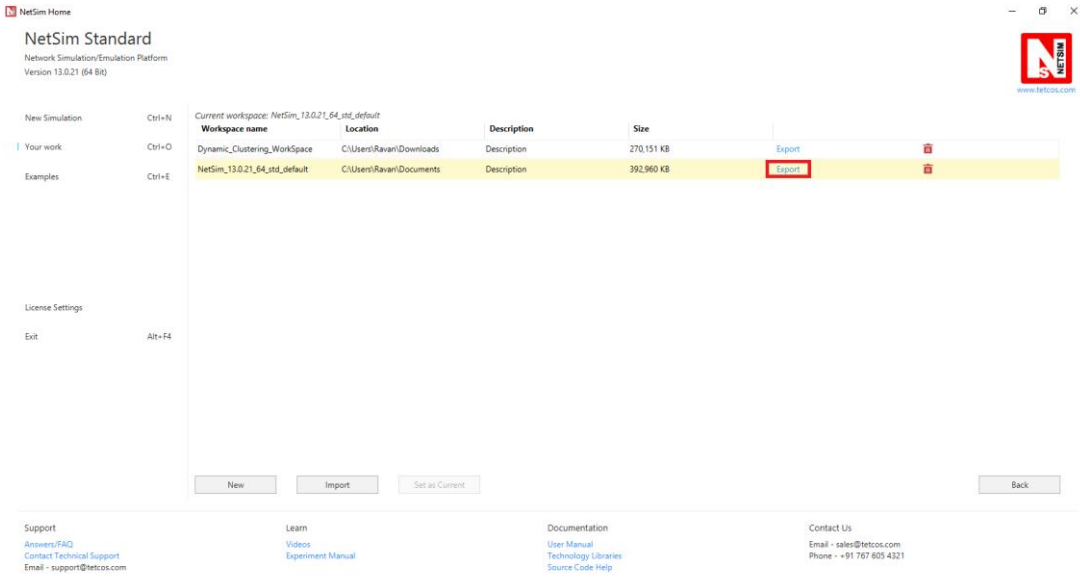 NetSim Home
NetSim Standard
Network Simulation/Emulation Platform
Version 13.0.21 (64 Bit)
NETSIM
www.tetcos.com
New Simulation Ctrl+N
Your work Ctrl+O
Examples Ctrl+E
License Settings
Exit Alt+F4
Current workspace: NetSim_13.0.21_64_std_default
Workspace name Location Description Size
Dynamic_Clustering_WorkSpace C:\Users\Ravan\Downloads Description 270,151 KB Export
NetSim_13.0.21_64_std_default C:\Users\Ravan\Documents Description 392,960 KB Export
New Import Set as Current Back
Support Learn Documentation Contact Us
Answers/FAQ Videos User Manual Email - sales@tetcos.com
Contact Technical Support Experiment Manual Technology Libraries Phone - +91 767 605 4321
Email - support@tetcos.com Source Code Help